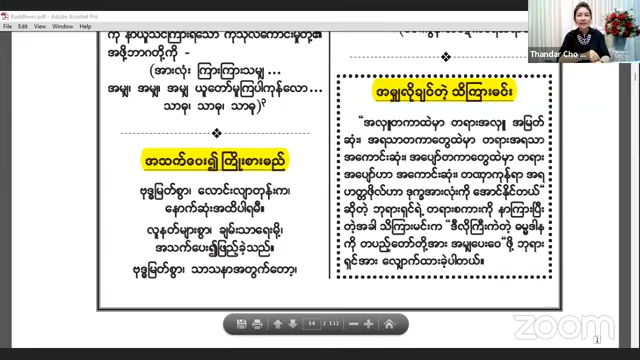 Buddhwin.pdf - Adobe Acrobat Pro
File Edit View Window Help
ကို နာယူသိကြားရသော ကုသိုလ်ကောင်းမှုတို့၏
အဖို့ဘာဂတို့ကို -
(အားလုံး ကြားကြားသမျှ ...
အမျှ၊ အမျှ၊ အမျှ ယူတော်မူကြပါကုန်လော...
သာဓု၊ သာဓု၊ သာဓု)၃
အသက်ပေး၍ ကြိုးစားမည်
ဗုဒ္ဓမြတ်စွာ၊ လောင်းလျာတုန်းက၊
နောက်ဆုံးအထိပါရမီ။
လူနတ်များစွာ၊ ချမ်းသာရေးမို့၊
အသက်ပေး၍ဖြည့်ခဲ့သည်။
ဗုဒ္ဓမြတ်စွာ၊ သာသနာအတွက်တော့၊
အမျှလိုချင်တဲ့ သိကြားမင်း
"အလှူတကာထဲမှာ တရားအလှူ အမြတ်
ဆုံး၊ အရသာတကာတွေထဲမှာ တရားအရသာ
အကောင်းဆုံး၊ အပျော်တကာတွေထဲမှာ တရား
အပျော်ဟာ အကောင်းဆုံး၊ တဏှာကုန်ရာ အရ
ဟတ္တဖိုလ်ဟာ ဒုက္ခအားလုံးကို အောင်နိုင်တယ်"
ဆိုတဲ့ ဘုရားရှင်ရဲ့ တရားစကားကို နာကြားပြီး
တဲ့အခါ သိကြားမင်းက "ဒီလိုကြီးကဲတဲ့ ဓမ္မဒါန
ကို တပည့်တော်တို့အား အမျှပေးဝေ"ဖို့ ဘုရား
ရှင်အား လျှောက်ထားခဲ့ပါတယ်။
Thandar Cho ...
14 / 133
zoom